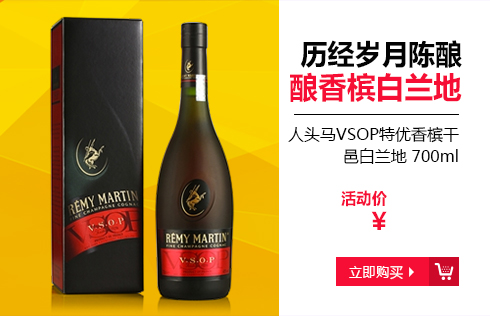 历经岁月陈酿
酿香槟白兰地
人头马VSOP特优香槟干
邑白兰地 700ml
活动价
¥
立即购买
RÉMY MARTIN
FINE CHAMPAGNE COGNAC
VSOP
V.S.O.P
RÉMY MARTIN
FINE CHAMPAGNE COGNAC
V.S.O.P